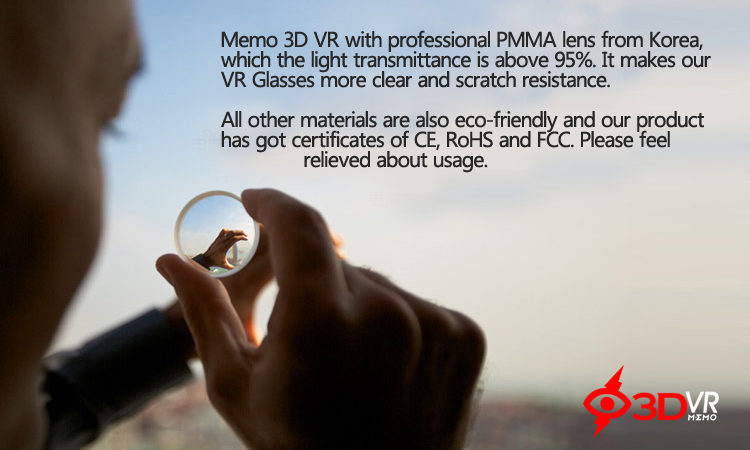 Memo 3D VR with professional PMMA lens from Korea,
which the light transmittance is above 95%. It makes our
VR Glasses more clear and scratch resistance.
All other materials are also eco-friendly and our product
has got certificates of CE, RoHS and FCC. Please feel
relieved about usage.
3DVR
MEMO